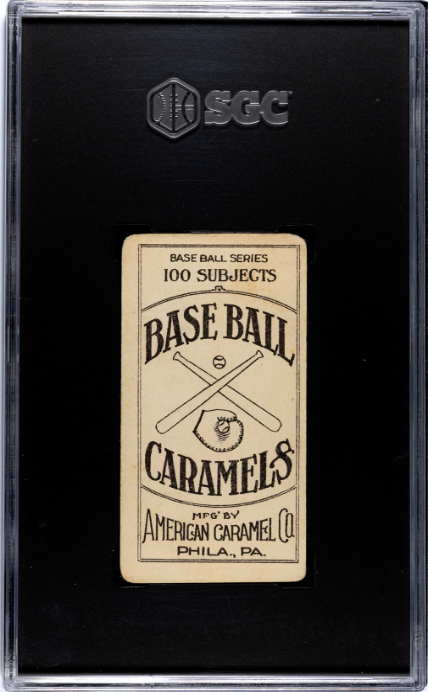 SGC
BASE BALL SERIES
100 SUBJECTS
BASE BALL
CARAMELS
MFG' BY
AMERICAN CARAMEL CO.
PHILA., PA.